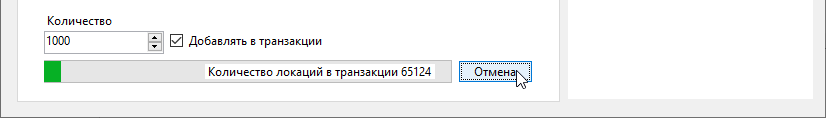 Количество
1000
Добавлять в транзакции
Количество локаций в транзакции 65124
Отмена